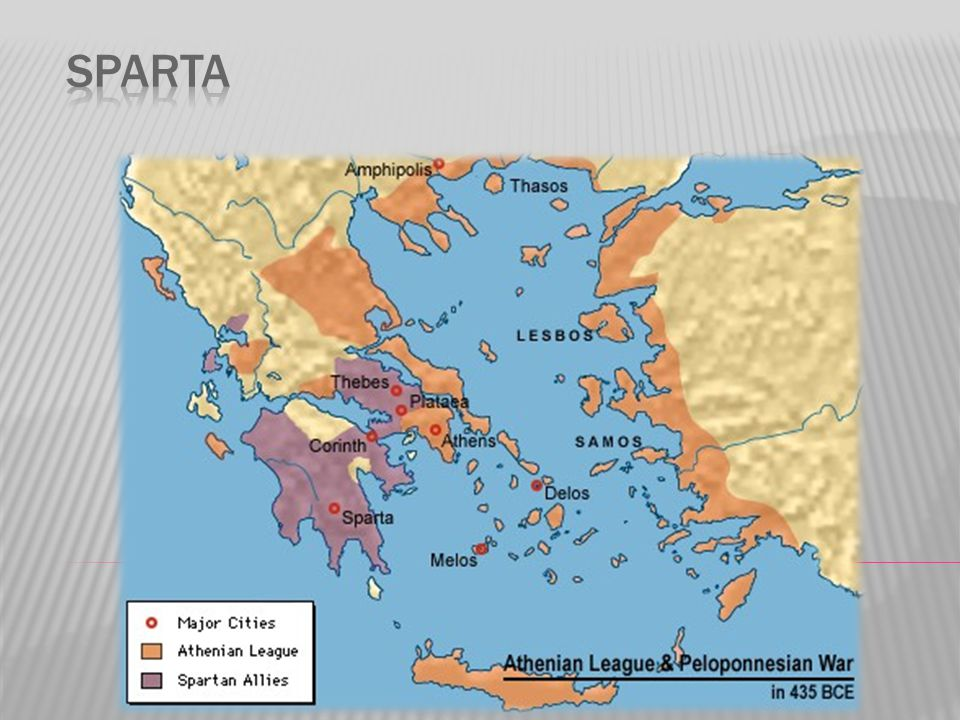 SPARTA
Amphipolis
Thasos
LESBOS
Thebes
Plataea
Corinth
Athens
SAMOS
Delos
Sparta
Melos
Major Cities
Athenian League
Spartan Allies
Athenian League & Peloponnesian War
in 435 BCE